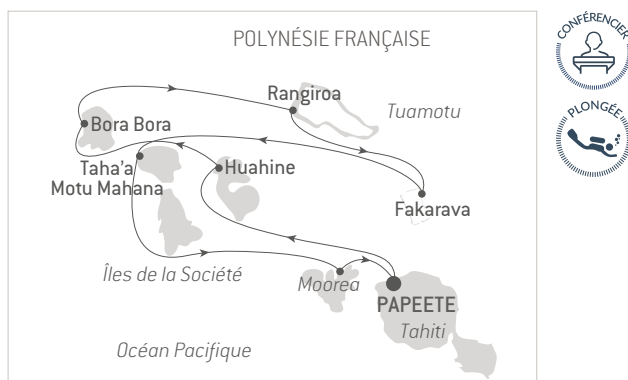 POLYNÉSIE FRANÇAISE
CONFÉRENCIER
Rangiroa
Tuamotu
PLONGÉE
Bora Bora
Taha'a
Motu Mahana
Huahine
Fakarava
Îles de la Société
Moorea
PAPEETE
Tahiti
Océan Pacifique